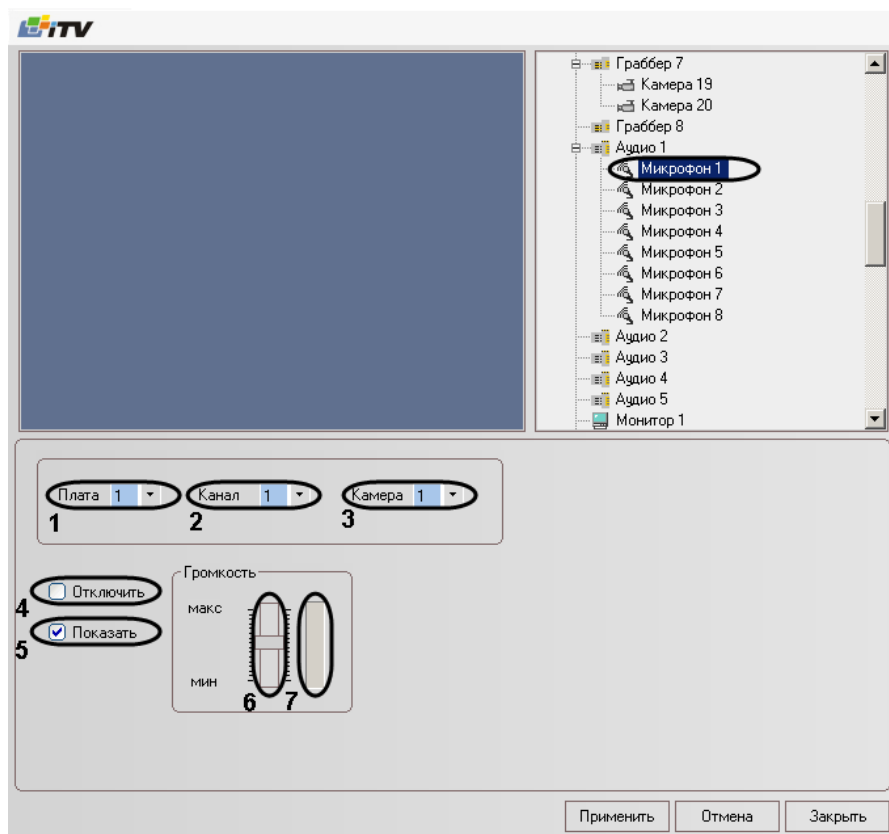 iTV
Граббер 7
Камера 19
Камера 20
Граббер 8
Аудио 1
Микрофон 1
Микрофон 2
Микрофон 3
Микрофон 4
Микрофон 5
Микрофон 6
Микрофон 7
Микрофон 8
Аудио 2
Аудио 3
Аудио 4
Аудио 5
Монитор 1
Плата 1 Канал 1 Камера 1
1 2 3
Отключить
4
Показать
5
Громкость
макс
мин
6 7
Применить Отмена Закрыть